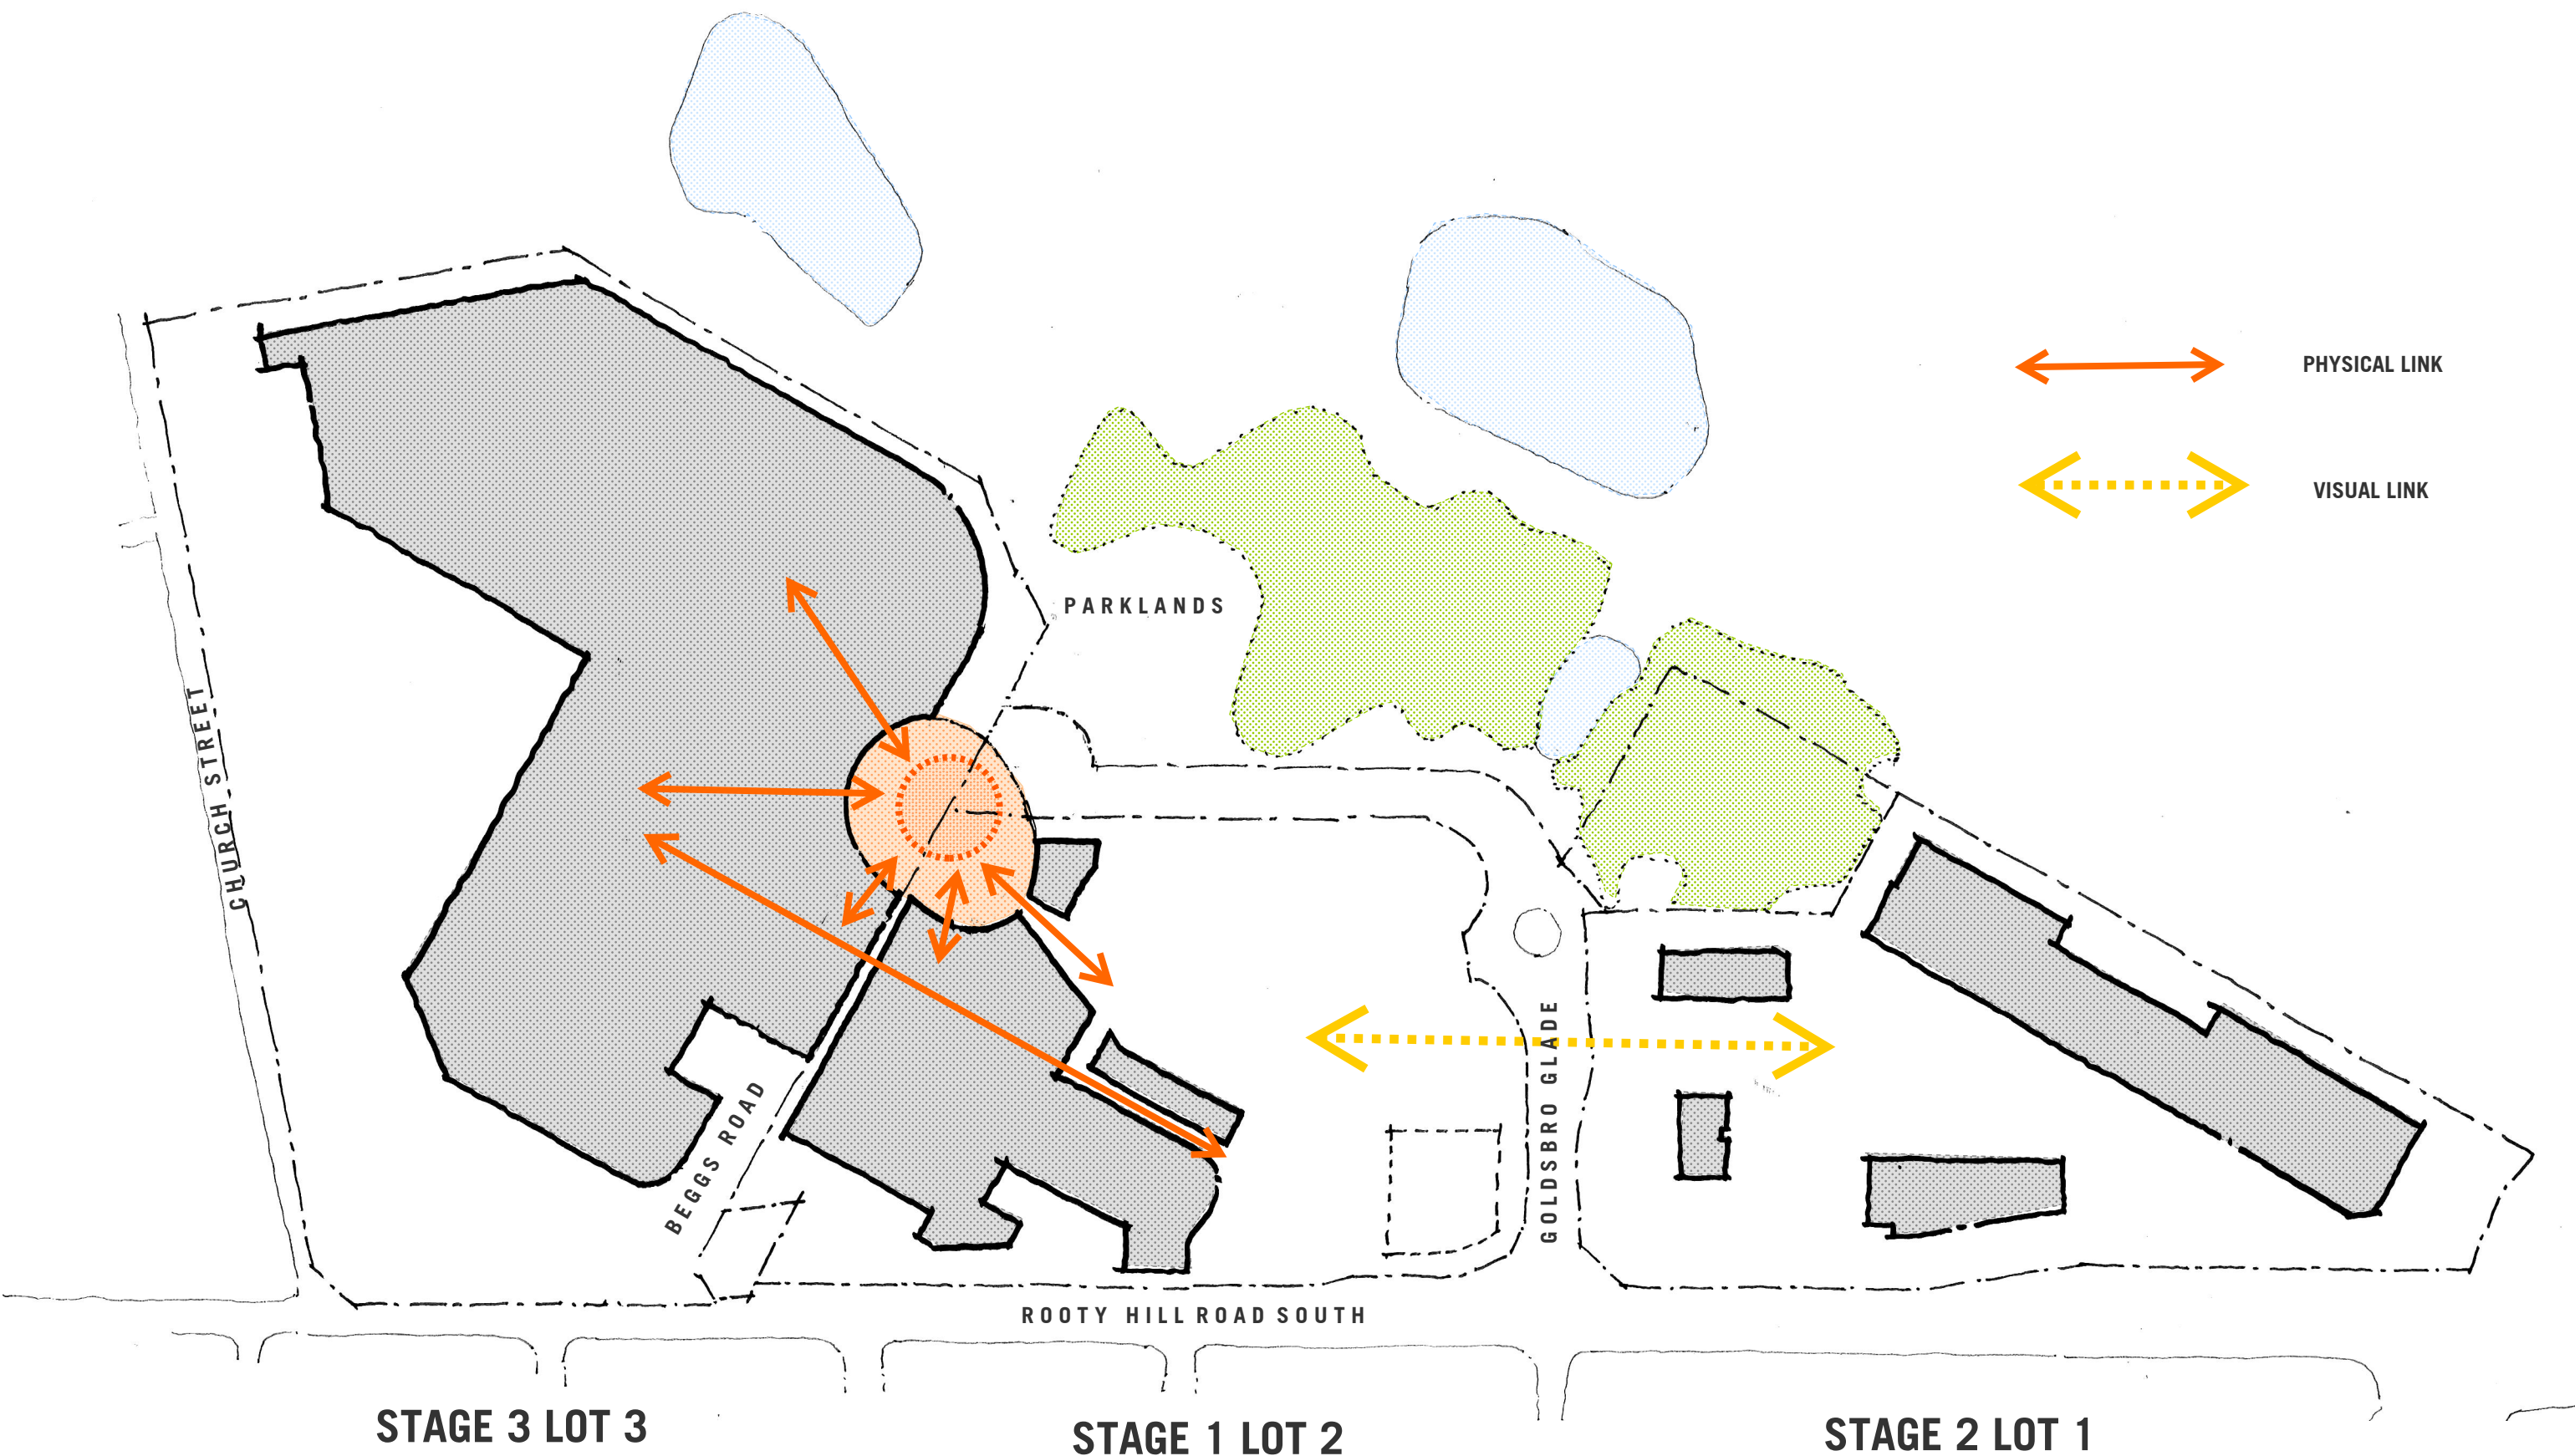 PHYSICAL LINK
VISUAL LINK
PARKLANDS
CHURCH STREET
BEGGS ROAD
GOLDSBRO GLADE
ROOTY HILL ROAD SOUTH
STAGE 3 LOT 3
STAGE 1 LOT 2
STAGE 2 LOT 1